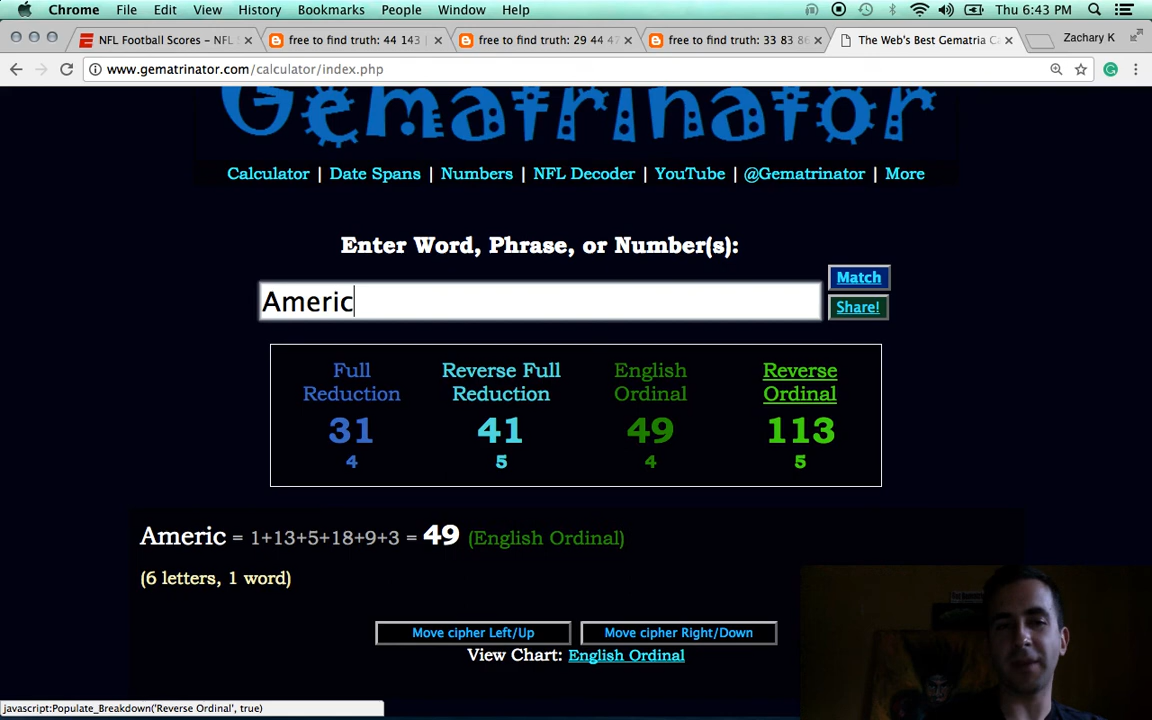 Chrome File Edit View History Bookmarks People Window Help Thu 6:43 PM
NFL Football Scores – NFL free to find truth: 44 143 | free to find truth: 29 44 47 free to find truth: 33 83 86 The Web's Best Gematria Ca Zachary K
www.gematrinator.com/calculator/index.php
Gematrinator
Calculator | Date Spans | Numbers | NFL Decoder | YouTube | @Gematrinator | More
Enter Word, Phrase, or Number(s):
Match
Americ
Share!
Full Reverse Full English Reverse
Reduction Reduction Ordinal Ordinal
31 41 49 113
4 5 4 5
Americ = 1+13+5+18+9+3 = 49 (English Ordinal)
(6 letters, 1 word)
Move cipher Left/Up Move cipher Right/Down
View Chart: English Ordinal
javascript:Populate_Breakdown('Reverse Ordinal', true)